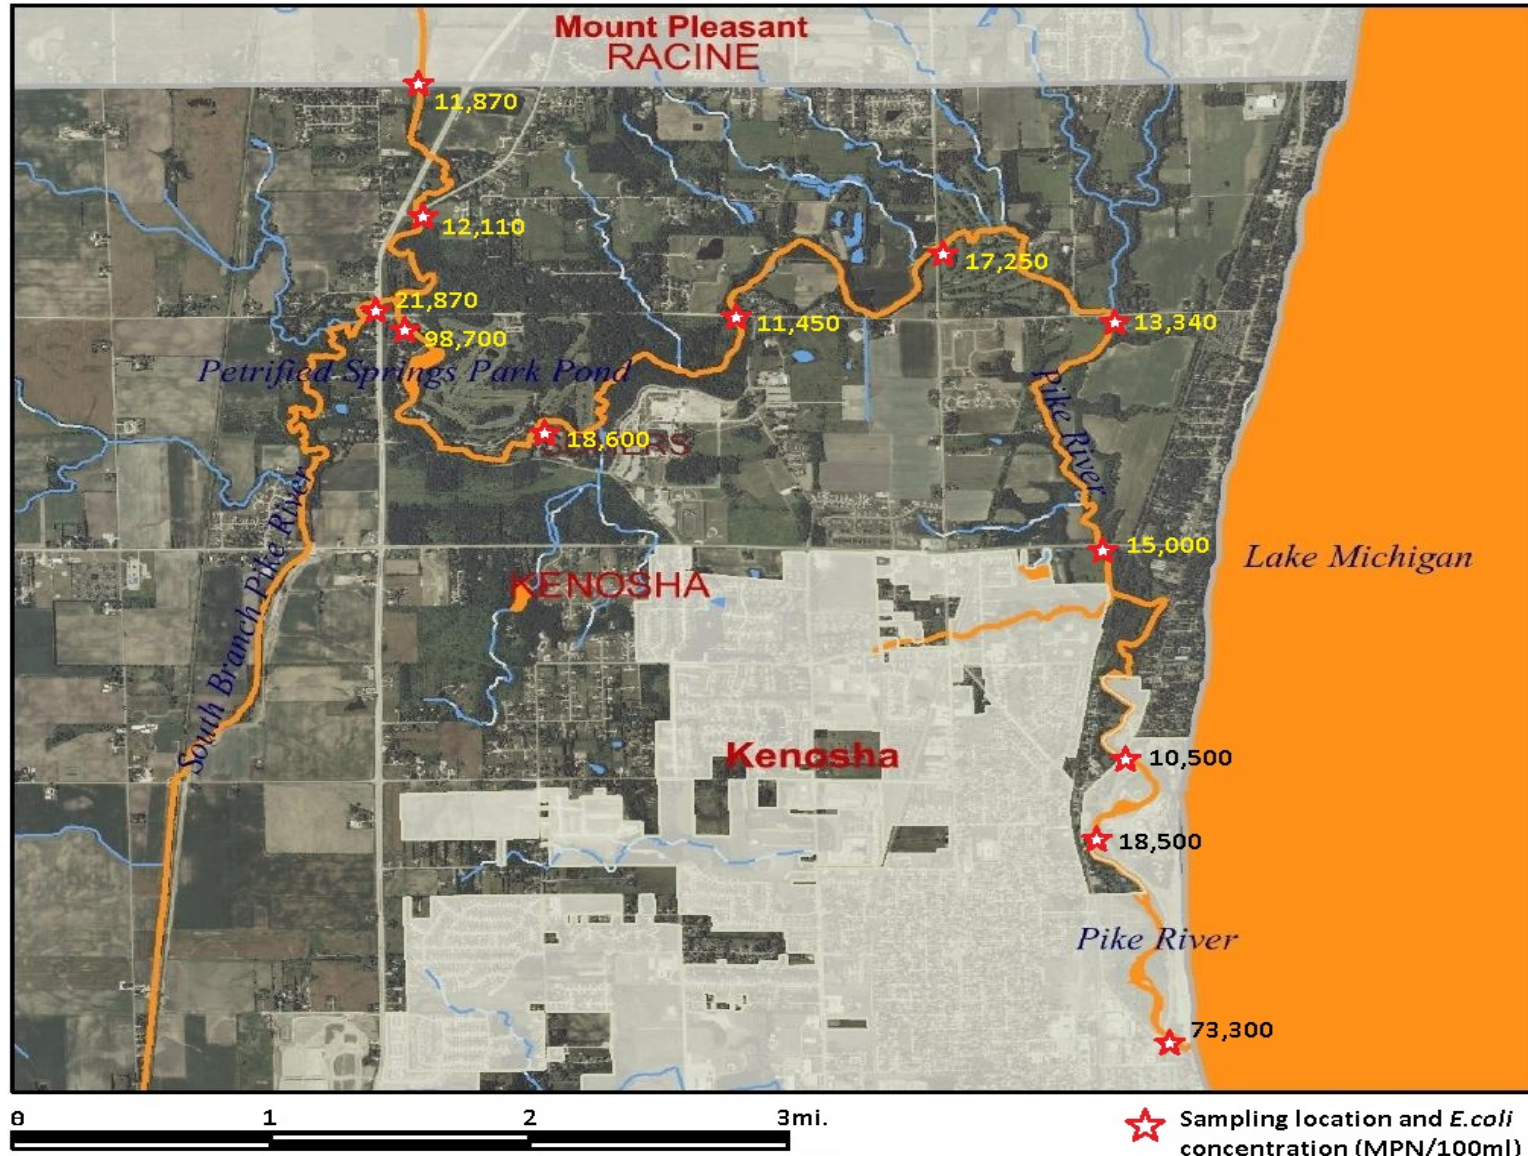 Mount Pleasant
RACINE
11,870
12,110
17,250
21,870
11,450
13,340
98,700
Petrified Springs Park Pond
Pike River
18,600
SOMERS
South Branch Pike River
15,000
Lake Michigan
KENOSHA
Kenosha
10,500
18,500
Pike River
73,300
0 1 2 3mi.
Sampling location and E.coli
concentration (MPN/100ml)